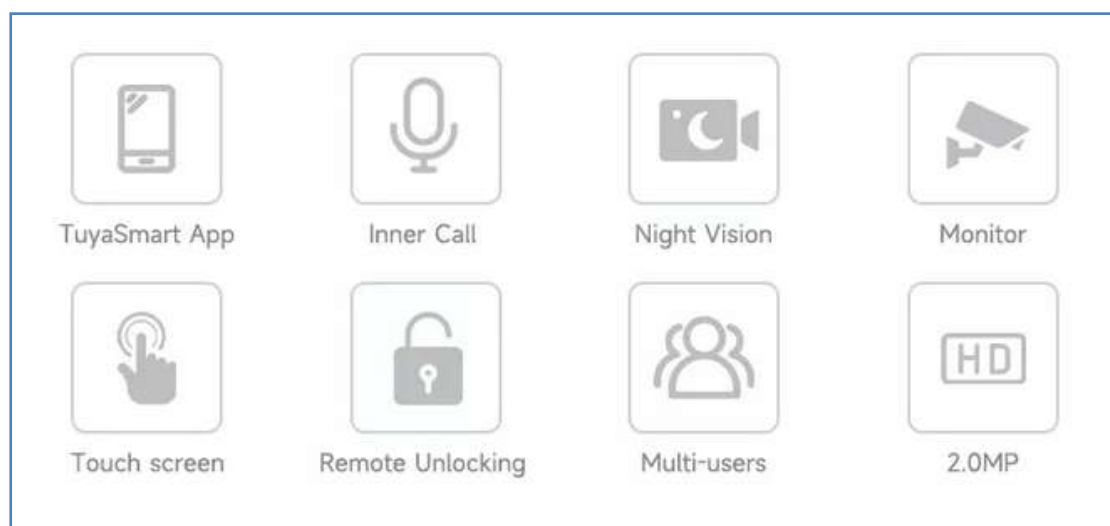 TuyaSmart App
Inner Call
Night Vision
Monitor
Touch screen
Remote Unlocking
Multi-users
HD
2.0MP